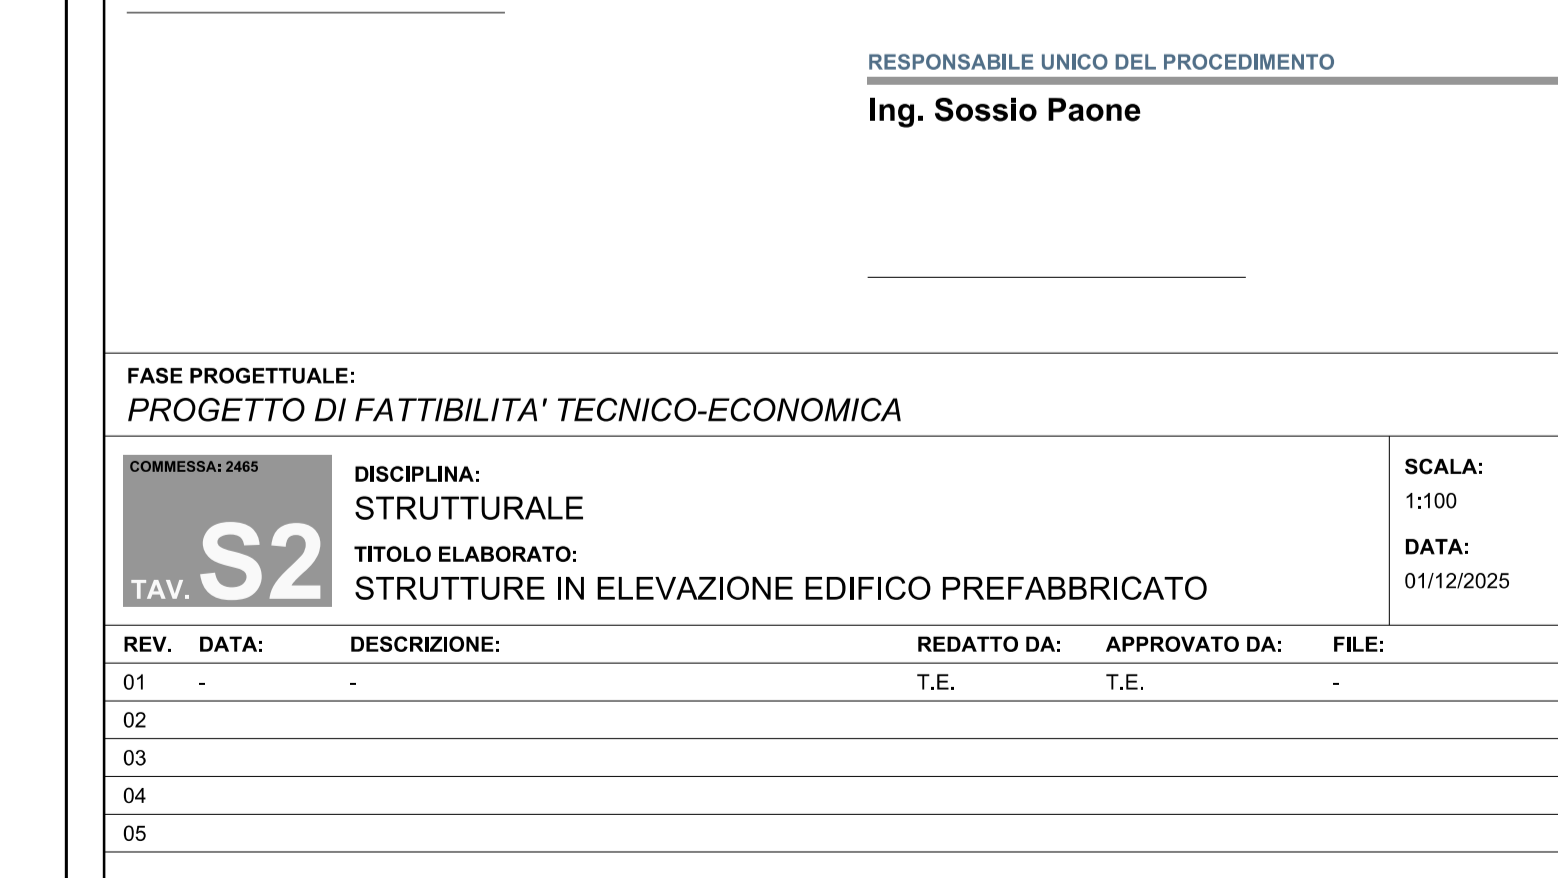 RESPONSABILE UNICO DEL PROCEDIMENTO
Ing. Sossio Paone
FASE PROGETTUALE:
PROGETTO DI FATTIBILITA' TECNICO-ECONOMICA
COMMESSA: 2465
TAV. S2
DISCIPLINA:
STRUTTURALE
TITOLO ELABORATO:
STRUTTURE IN ELEVAZIONE EDIFICO PREFABBRICATO
SCALA:
1:100
DATA:
01/12/2025
REV. DATA: DESCRIZIONE: REDATTO DA: APPROVATO DA: FILE:
01 - - T.E. T.E. -
02
03
04
05